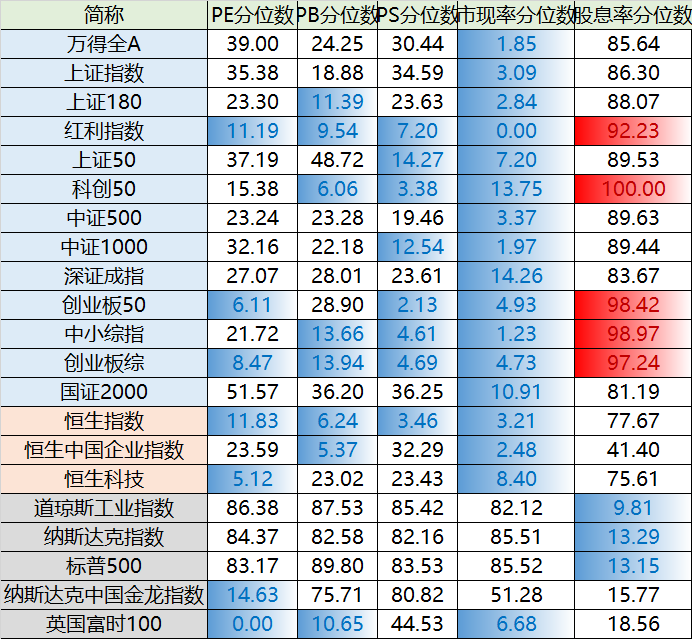 简称 PE分位数 PB分位数 PS分位数 市现率分位数 股息率分位数
万得全A 39.00 24.25 30.44 1.85 85.64
上证指数 35.38 18.88 34.59 3.09 86.30
上证180 23.30 11.39 23.63 2.84 88.07
红利指数 11.19 9.54 7.20 0.00 92.23
上证50 37.19 48.72 14.27 7.20 89.53
科创50 15.38 6.06 3.38 13.75 100.00
中证500 23.24 23.28 19.46 3.37 89.63
中证1000 32.16 22.18 12.54 1.97 89.44
深证成指 27.07 28.01 23.61 14.26 83.67
创业板50 6.11 28.90 2.13 4.93 98.42
中小综指 21.72 13.66 4.61 1.23 98.97
创业板综 8.47 13.94 4.69 4.73 97.24
国证2000 51.57 36.20 36.25 10.91 81.19
恒生指数 11.83 6.24 3.46 3.21 77.67
恒生中国企业指数 23.59 5.37 32.29 2.48 41.40
恒生科技 5.12 23.02 23.43 8.40 75.61
道琼斯工业指数 86.38 87.53 85.42 82.12 9.81
纳斯达克指数 84.37 82.58 82.16 85.51 13.29
标普500 83.17 89.80 83.53 85.52 13.15
纳斯达克中国金龙指数 14.63 75.71 80.82 51.28 15.77
英国富时100 0.00 10.65 44.53 6.68 18.56